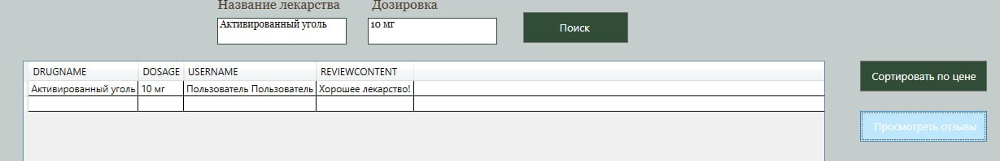 Название лекарства Дозировка
Активированный уголь 10 мг Поиск
DRUGNAME DOSAGE USERNAME REVIEWCONTENT
Сортировать по цене
Активированный уголь 10 мг Пользователь Пользователь Хорошее лекарство!
Просмотреть отзывы